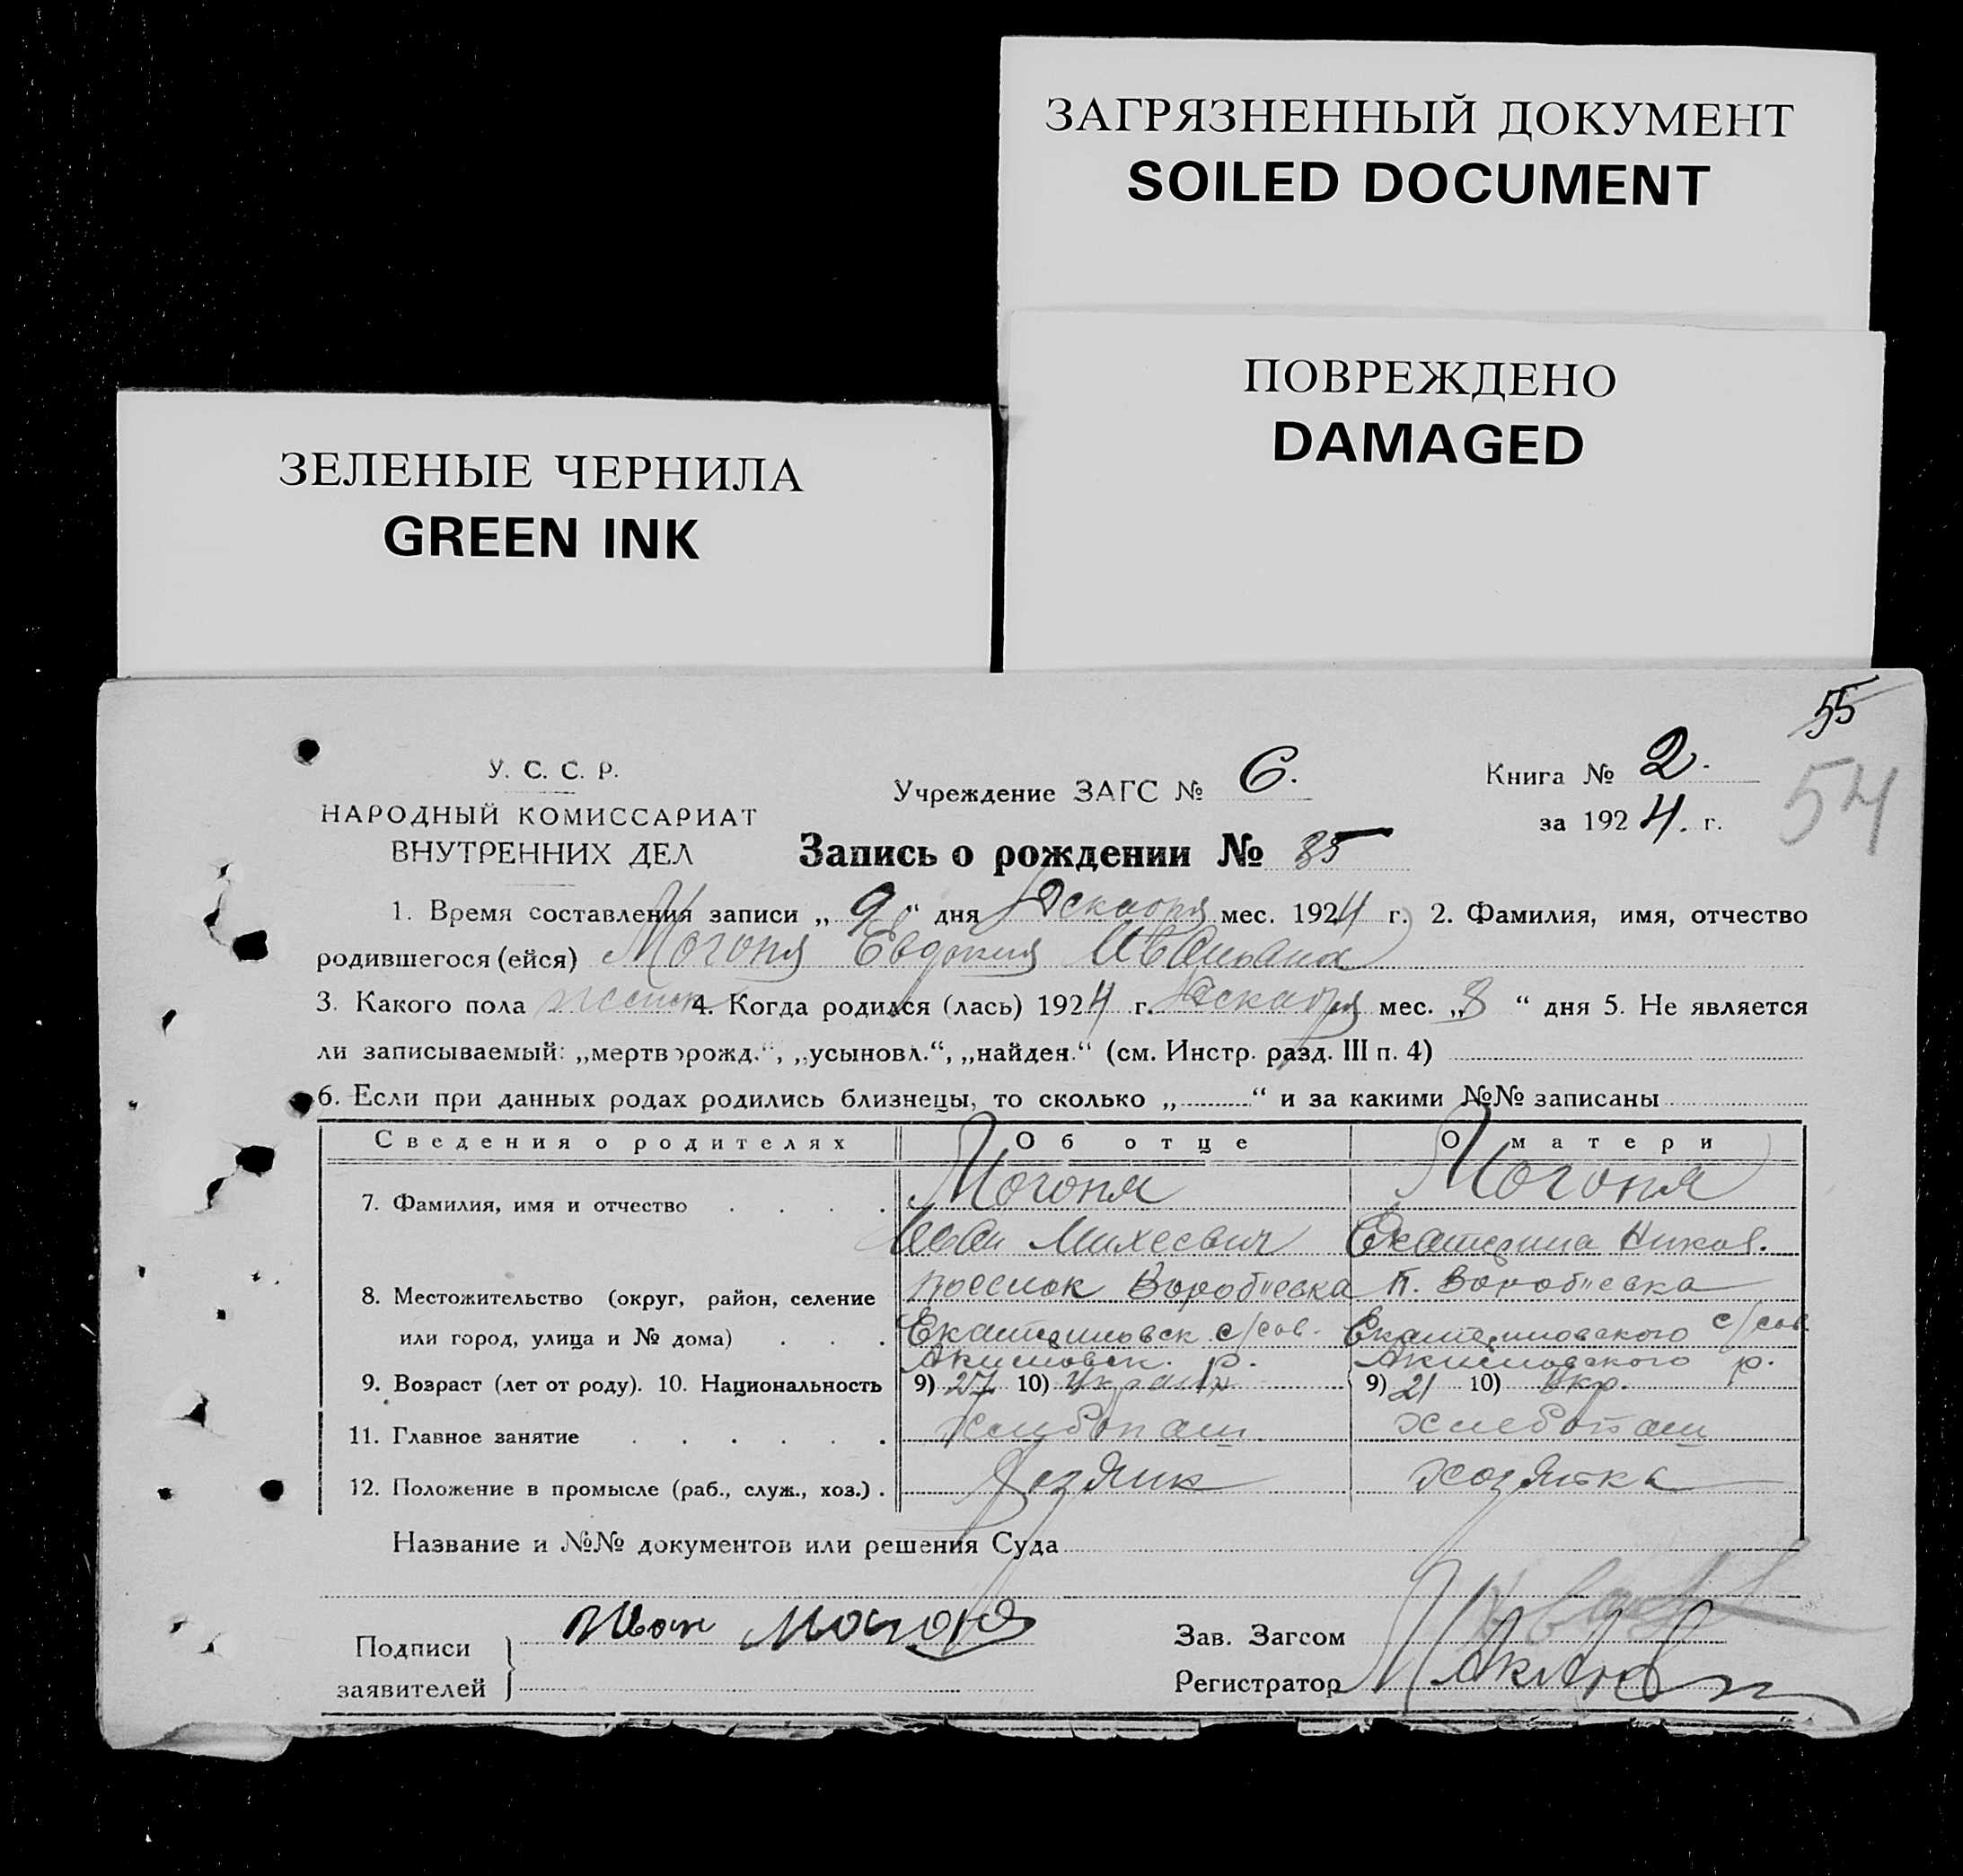 ЗАГРЯЗНЕННЫЙ ДОКУМЕНТ
SOILED DOCUMENT
ПОВРЕЖДЕНО
DAMAGED
ЗЕЛЕНЫЕ ЧЕРНИЛА
GREEN INK
55
54
У. С. С. Р.
НАРОДНЫЙ КОМИССАРИАТ
ВНУТРЕННИХ ДЕЛ
Учреждение ЗАГС № 6.
Книга № 2.
за 1924. г.
Запись о рождении № 35
1. Время составления записи „ 9 “ дня Декабря мес. 1924 г. 2. Фамилия, имя, отчество
родившегося (ейся) Могоня Евдокия Ивановна
3. Какого пола женск 4. Когда родился (лась) 1924 г. Декабря мес. „ 8 “ дня 5. Не является
ли записываемый: „мертворожд.“, „усыновл.“, „найден.“ (см. Инстр. разд. III п. 4)
6. Если при данных родах родились близнецы, то сколько „ “ и за какими №№ записаны
Сведения о родителях Об отце О матери
7. Фамилия, имя и отчество Могоня Могоня
Иван Михеевич Екатерина Никол.
8. Местожительство (округ, район, селение поселок Воробьевка п. Воробьевка
или город, улица и № дома) Екатериновск с/сов. Екатериновского с/сов
Акимовск. р. Акимовского р.
9. Возраст (лет от роду). 10. Национальность 9) 27 10) Украин 9) 21 10) Укр.
11. Главное занятие хлебопаш. хлебопаш
12. Положение в промысле (раб., служ., хоз.) Хозяин хозяйка
Название и №№ документов или решения Суда
Подписи
заявителей Иван Могоня
Зав. Загсом
Регистратор